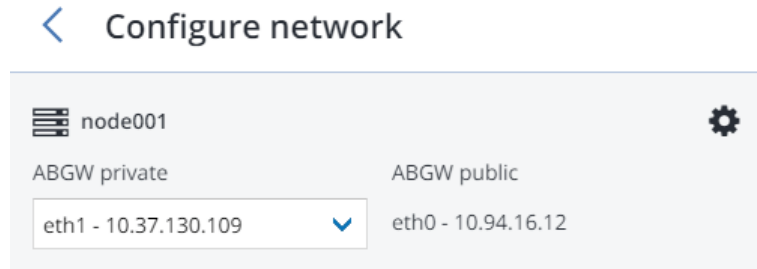 Configure network
node001
ABGW private
ABGW public
eth1 - 10.37.130.109
eth0 - 10.94.16.12